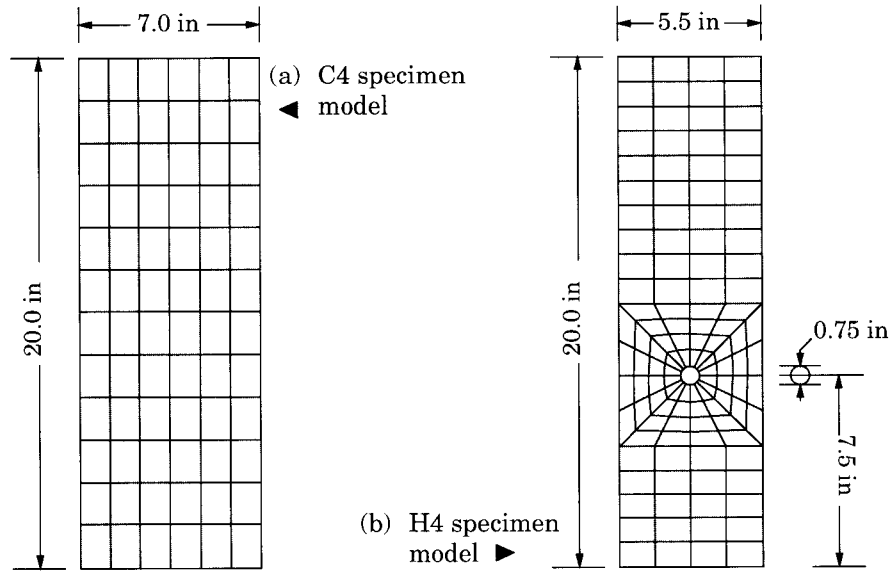 7.0 in
5.5 in
(a) C4 specimen
model
20.0 in
20.0 in
0.75 in
7.5 in
(b) H4 specimen
model